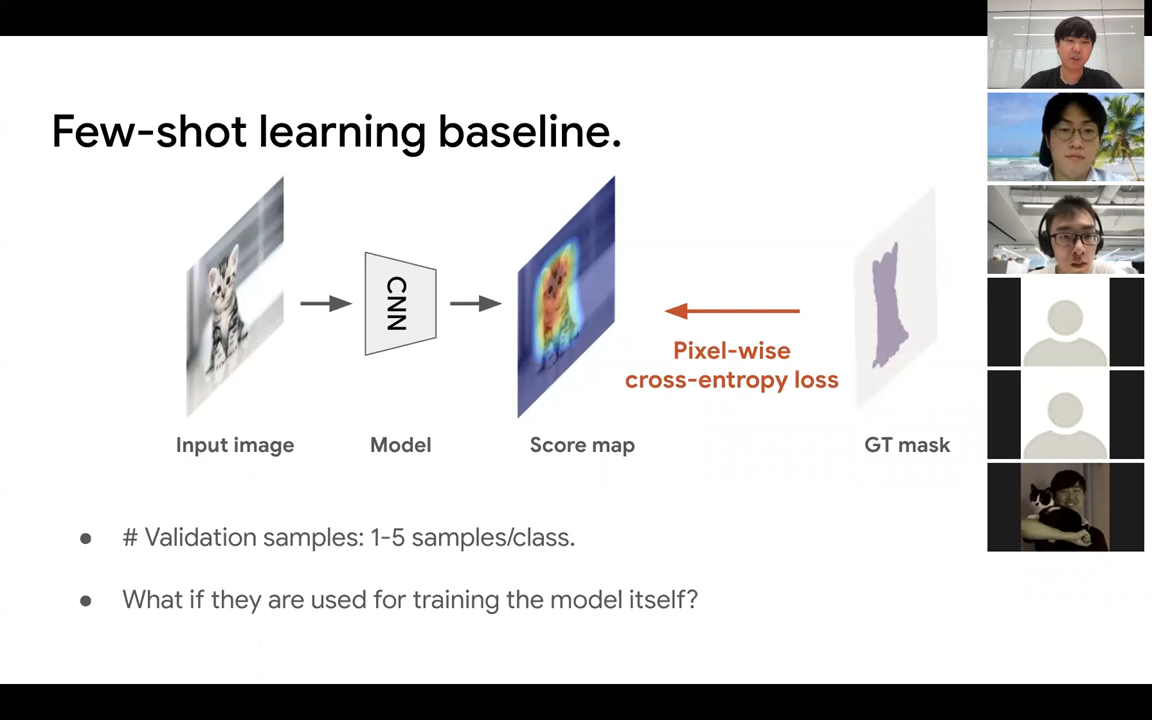 Few-shot learning baseline.
CNN
Pixel-wise
cross-entropy loss
Input image
Model
Score map
GT mask
● # Validation samples: 1-5 samples/class.
● What if they are used for training the model itself?